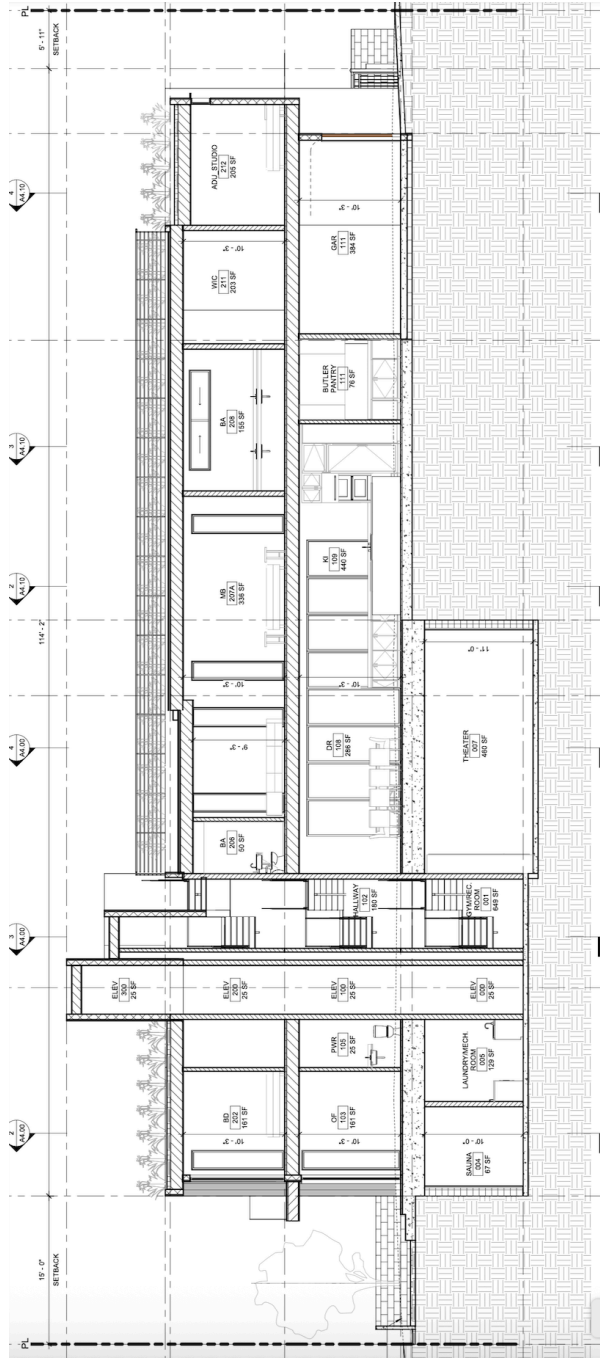 2
A4.00
3
A4.00
4
A4.00
2
A4.10
3
A4.10
4
A4.10
PL
15' - 0"
SETBACK
114' - 2"
5' - 11"
SETBACK
PL
ELEV
30D
25 SF
BD
202
161 SF
10' - 3"
ELEV
20D
25 SF
BA
206
50 SF
9' - 3"
10' - 3"
MB
207A
336 SF
BA
208
155 SF
WIC
211
203 SF
10' - 3"
ADU_STUDIO
212
205 SF
OF
103
161 SF
10' - 3"
PWR
105
25 SF
ELEV
10D
25 SF
HALLWAY
102
180 SF
DR
108
286 SF
10' - 3"
KI
109
440 SF
BUTLER
PANTRY
111
76 SF
GAR
111
384 SF
10' - 3"
SAUNA
004
67 SF
10' - 0"
LAUNDRY/MECH.
ROOM
005
129 SF
ELEV
00D
25 SF
GYM/REC.
ROOM
001
649 SF
THEATER
007
460 SF
11' - 0"